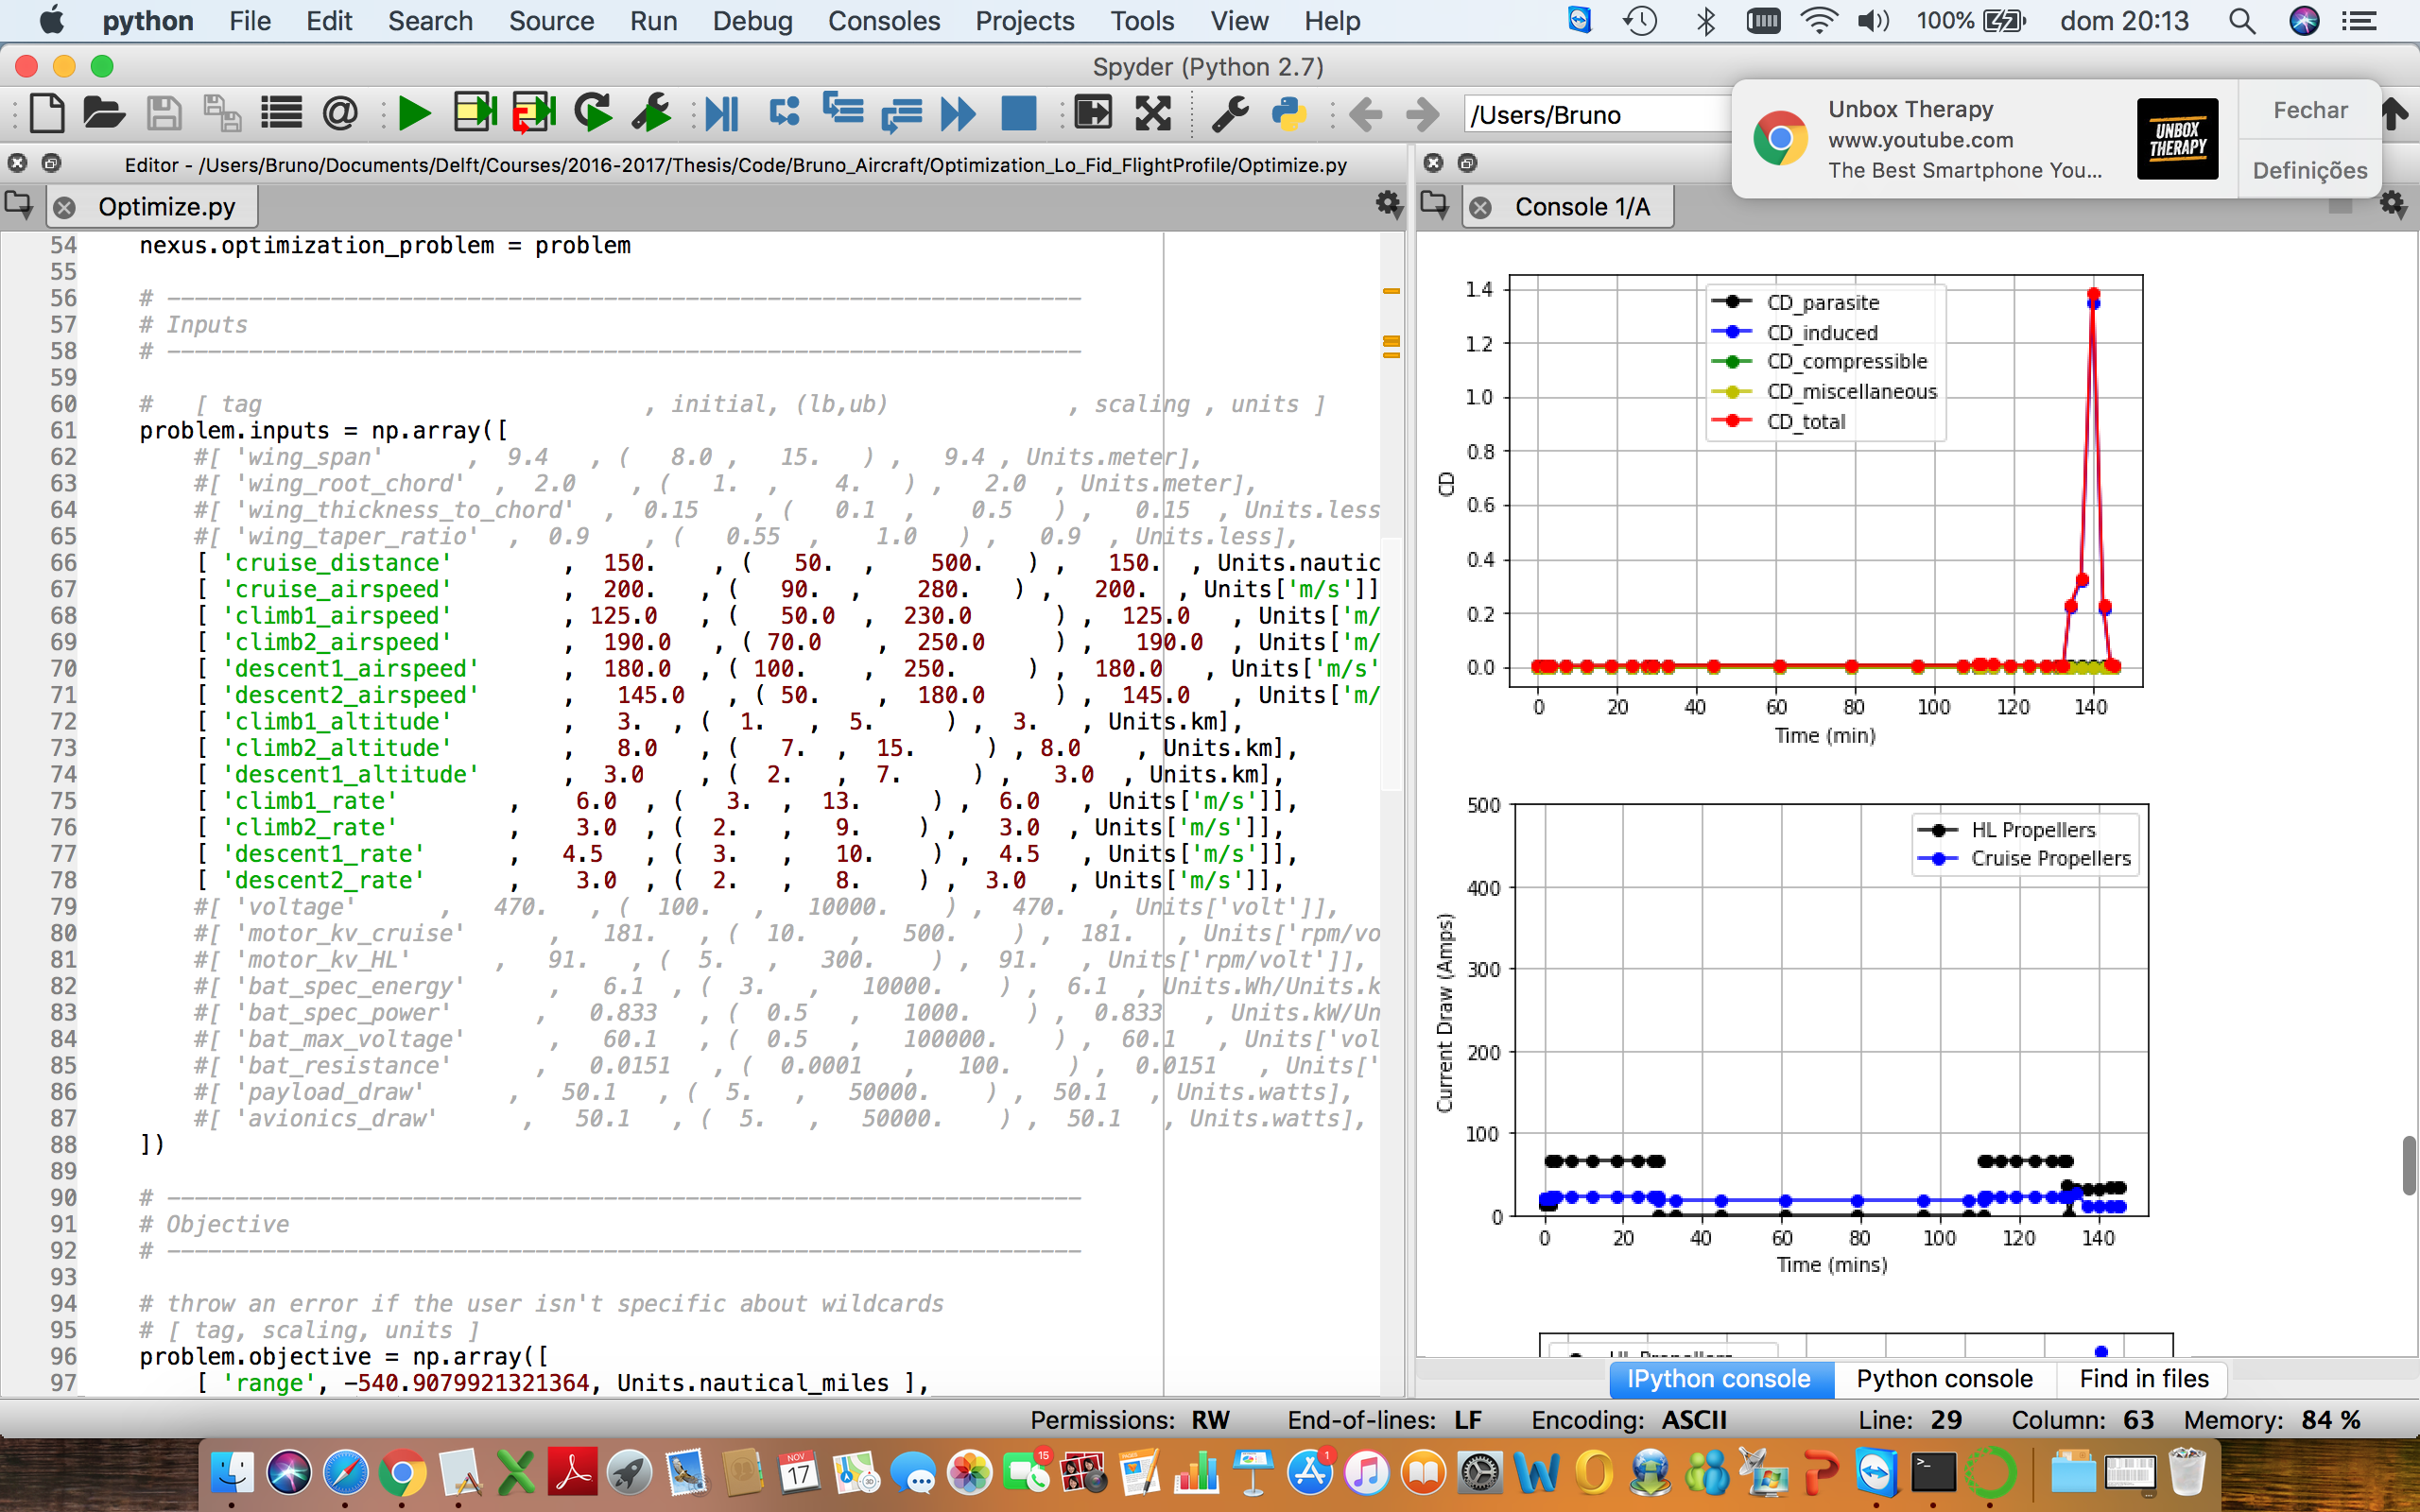 python File Edit Search Source Run Debug Consoles Projects Tools View Help 100% dom 20:13
Spyder (Python 2.7)
/Users/Bruno
Unbox Therapy
www.youtube.com
The Best Smartphone You...
UNBOX
THERAPY
Fechar
Definições
Editor - /Users/Bruno/Documents/Delft/Courses/2016-2017/Thesis/Code/Bruno_Aircraft/Optimization_Lo_Fid_FlightProfile/Optimize.py
Optimize.py
54 nexus.optimization_problem = problem
55
56 # -------------------------------------------------------------------
57 # Inputs
58 # -------------------------------------------------------------------
59
60 # [ tag , initial, (lb,ub) , scaling , units ]
61 problem.inputs = np.array([
62 #[ 'wing_span' , 9.4 , ( 8.0 , 15. ) , 9.4 , Units.meter],
63 #[ 'wing_root_chord' , 2.0 , ( 1. , 4. ) , 2.0 , Units.meter],
64 #[ 'wing_thickness_to_chord' , 0.15 , ( 0.1 , 0.5 ) , 0.15 , Units.less
65 #[ 'wing_taper_ratio' , 0.9 , ( 0.55 , 1.0 ) , 0.9 , Units.less],
66 [ 'cruise_distance' , 150. , ( 50. , 500. ) , 150. , Units.nautic
67 [ 'cruise_airspeed' , 200. , ( 90. , 280. ) , 200. , Units['m/s']]
68 [ 'climb1_airspeed' , 125.0 , ( 50.0 , 230.0 ) , 125.0 , Units['m/
69 [ 'climb2_airspeed' , 190.0 , ( 70.0 , 250.0 ) , 190.0 , Units['m/
70 [ 'descent1_airspeed' , 180.0 , ( 100. , 250. ) , 180.0 , Units['m/s'
71 [ 'descent2_airspeed' , 145.0 , ( 50. , 180.0 ) , 145.0 , Units['m/
72 [ 'climb1_altitude' , 3. , ( 1. , 5. ) , 3. , Units.km],
73 [ 'climb2_altitude' , 8.0 , ( 7. , 15. ) , 8.0 , Units.km],
74 [ 'descent1_altitude' , 3.0 , ( 2. , 7. ) , 3.0 , Units.km],
75 [ 'climb1_rate' , 6.0 , ( 3. , 13. ) , 6.0 , Units['m/s']],
76 [ 'climb2_rate' , 3.0 , ( 2. , 9. ) , 3.0 , Units['m/s']],
77 [ 'descent1_rate' , 4.5 , ( 3. , 10. ) , 4.5 , Units['m/s']],
78 [ 'descent2_rate' , 3.0 , ( 2. , 8. ) , 3.0 , Units['m/s']],
79 #[ 'voltage' , 470. , ( 100. , 10000. ) , 470. , Units['volt']],
80 #[ 'motor_kv_cruise' , 181. , ( 10. , 500. ) , 181. , Units['rpm/vo
81 #[ 'motor_kv_HL' , 91. , ( 5. , 300. ) , 91. , Units['rpm/volt']],
82 #[ 'bat_spec_energy' , 6.1 , ( 3. , 10000. ) , 6.1 , Units.Wh/Units.k
83 #[ 'bat_spec_power' , 0.833 , ( 0.5 , 1000. ) , 0.833 , Units.kW/Un
84 #[ 'bat_max_voltage' , 60.1 , ( 0.5 , 100000. ) , 60.1 , Units['vol
85 #[ 'bat_resistance' , 0.0151 , ( 0.0001 , 100. ) , 0.0151 , Units['
86 #[ 'payload_draw' , 50.1 , ( 5. , 50000. ) , 50.1 , Units.watts],
87 #[ 'avionics_draw' , 50.1 , ( 5. , 50000. ) , 50.1 , Units.watts],
88 ])
89
90 # -------------------------------------------------------------------
91 # Objective
92 # -------------------------------------------------------------------
93
94 # throw an error if the user isn't specific about wildcards
95 # [ tag, scaling, units ]
96 problem.objective = np.array([
97 [ 'range', -540.9079921321364, Units.nautical_miles ],
Console 1/A
CD_parasite
CD_induced
CD_compressible
CD_miscellaneous
CD_total
1.4
1.2
1.0
0.8
0.6
0.4
0.2
0.0
CD
0 20 40 60 80 100 120 140
Time (min)
HL Propellers
Cruise Propellers
500
400
300
200
100
0
Current Draw (Amps)
0 20 40 60 80 100 120 140
Time (mins)
IPython console Python console Find in files
Permissions: RW End-of-lines: LF Encoding: ASCII Line: 29 Column: 63 Memory: 84 %
NOV
17
15
1